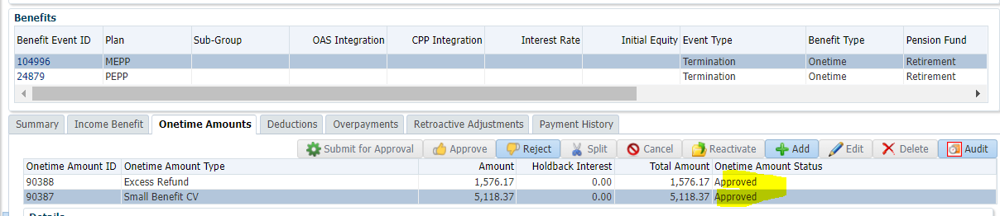 Benefits
Benefit Event ID Plan Sub-Group OAS Integration CPP Integration Interest Rate Initial Equity Event Type Benefit Type Pension Fund
104996 MEPP Termination Onetime Retirement
24879 PEPP Termination Onetime Retirement
Summary Income Benefit Onetime Amounts Deductions Overpayments Retroactive Adjustments Payment History
Submit for Approval Approve Reject Split Cancel Reactivate Add Edit Delete Audit
Onetime Amount ID Onetime Amount Type Amount Holdback Interest Total Amount Onetime Amount Status
90388 Excess Refund 1,576.17 0.00 1,576.17 Approved
90387 Small Benefit CV 5,118.37 0.00 5,118.37 Approved
Details